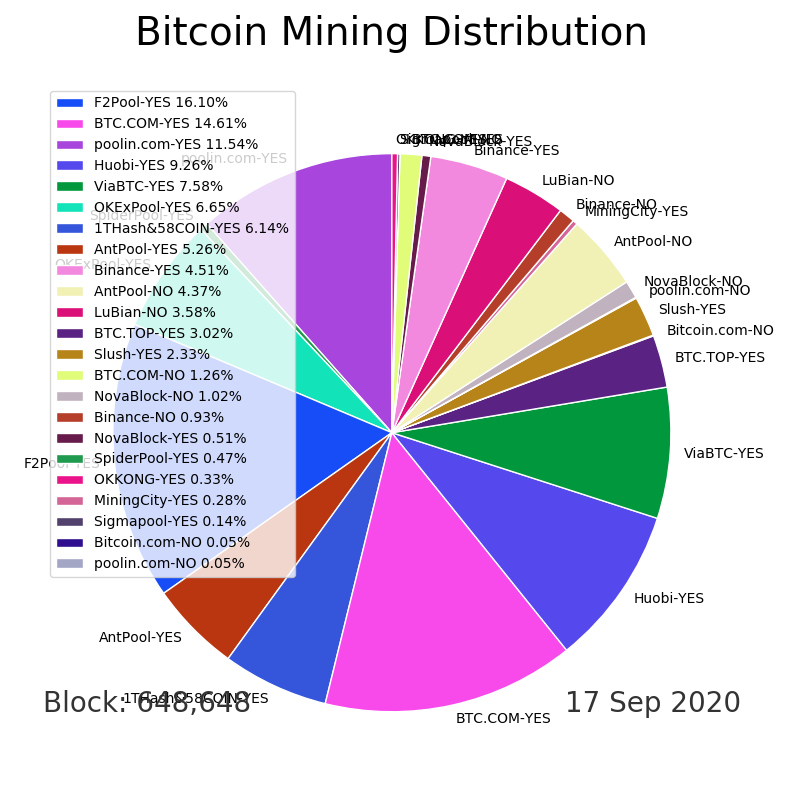 Bitcoin Mining Distribution
F2Pool-YES 16.10%
BTC.COM-YES 14.61%
poolin.com-YES 11.54%
Huobi-YES 9.26%
ViaBTC-YES 7.58%
OKExPool-YES 6.65%
1THash&58COIN-YES 6.14%
AntPool-YES 5.26%
Binance-YES 4.51%
AntPool-NO 4.37%
LuBian-NO 3.58%
BTC.TOP-YES 3.02%
Slush-YES 2.33%
BTC.COM-NO 1.26%
NovaBlock-NO 1.02%
Binance-NO 0.93%
NovaBlock-YES 0.51%
SpiderPool-YES 0.47%
OKKONG-YES 0.33%
MiningCity-YES 0.28%
Sigmapool-YES 0.14%
Bitcoin.com-NO 0.05%
poolin.com-NO 0.05%
poolin.com-YES
SpiderPool-YES
OKExPool-YES
F2Pool-YES
AntPool-YES
1THash&58COIN-YES
BTC.COM-YES
Huobi-YES
ViaBTC-YES
BTC.TOP-YES
Bitcoin.com-NO
Slush-YES
poolin.com-NO
NovaBlock-NO
AntPool-NO
MiningCity-YES
Binance-NO
LuBian-NO
Binance-YES
NovaBlock-YES
Block: 648,648
17 Sep 2020